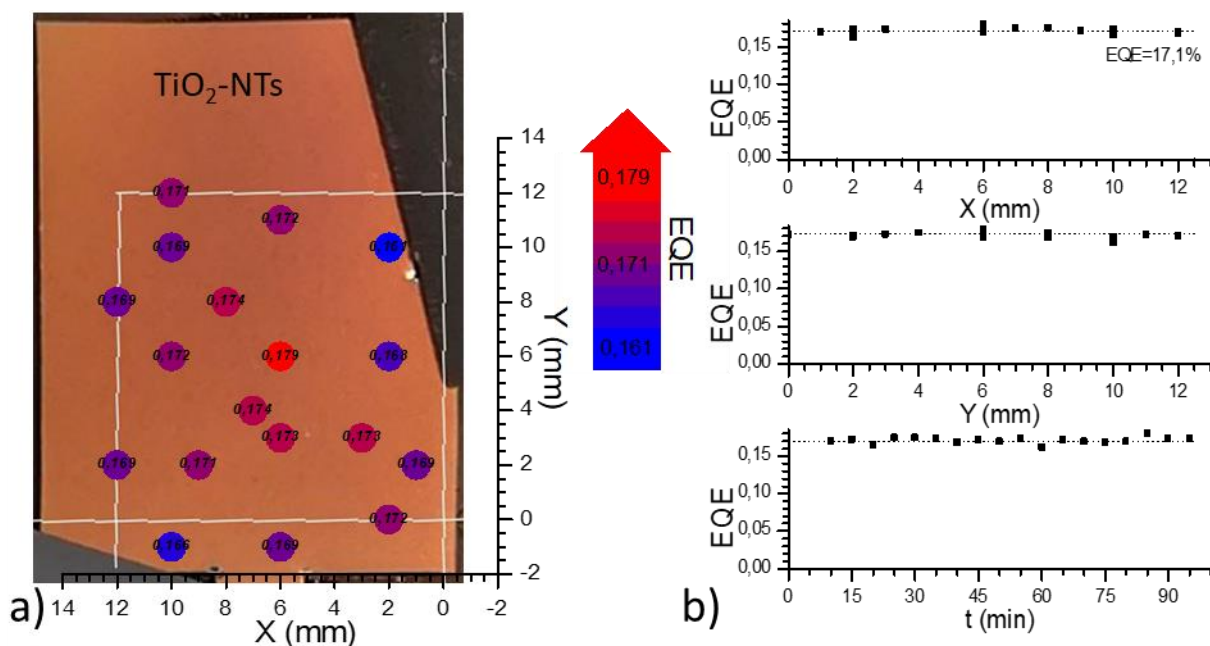 TiO2-NTs
0,171
0,172
0,169
0,161
0,169
0,174
0,172
0,179
0,168
0,174
0,173
0,173
0,169
0,171
0,169
0,172
0,166
0,169
14
12
10
8
6
4
2
0
-2
Y (mm)
14 12 10 8 6 4 2 0 -2
X (mm)
a)
0,179
0,171
0,161
EQE
0,15
0,10
0,05
0,00
EQE
EQE=17,1%
0 2 4 6 8 10 12
X (mm)
0,15
0,10
0,05
0,00
EQE
0 2 4 6 8 10 12
Y (mm)
0,15
0,10
0,05
0,00
EQE
0 15 30 45 60 75 90
t (min)
b)